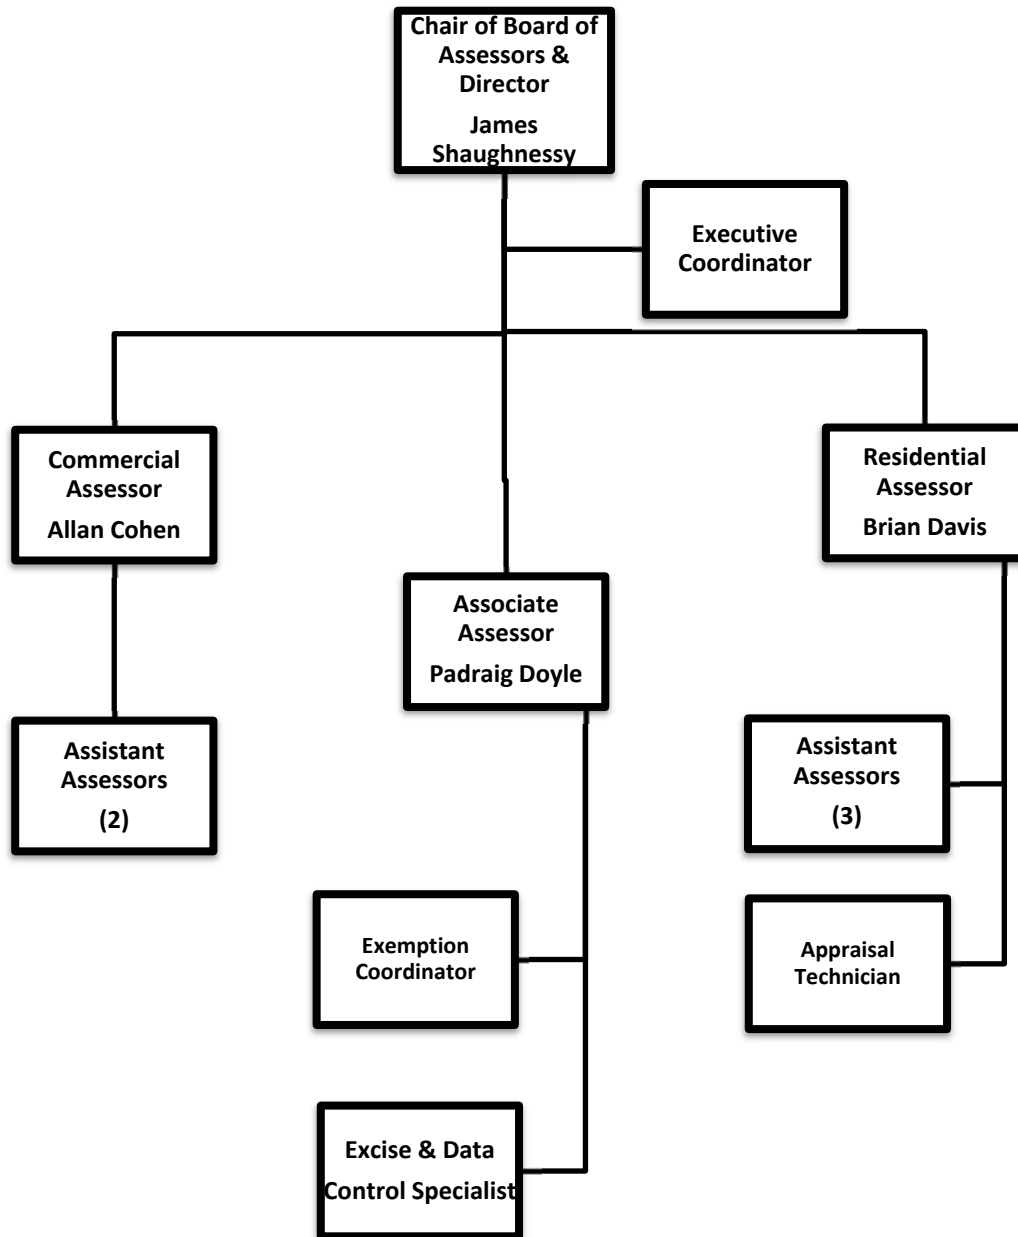 Chair of Board of
Assessors &
Director
James
Shaughnessy
Executive
Coordinator
Commercial
Assessor
Allan Cohen
Residential
Assessor
Brian Davis
Associate
Assessor
Padraig Doyle
Assistant
Assessors
(2)
Assistant
Assessors
(3)
Exemption
Coordinator
Appraisal
Technician
Excise & Data
Control Specialist